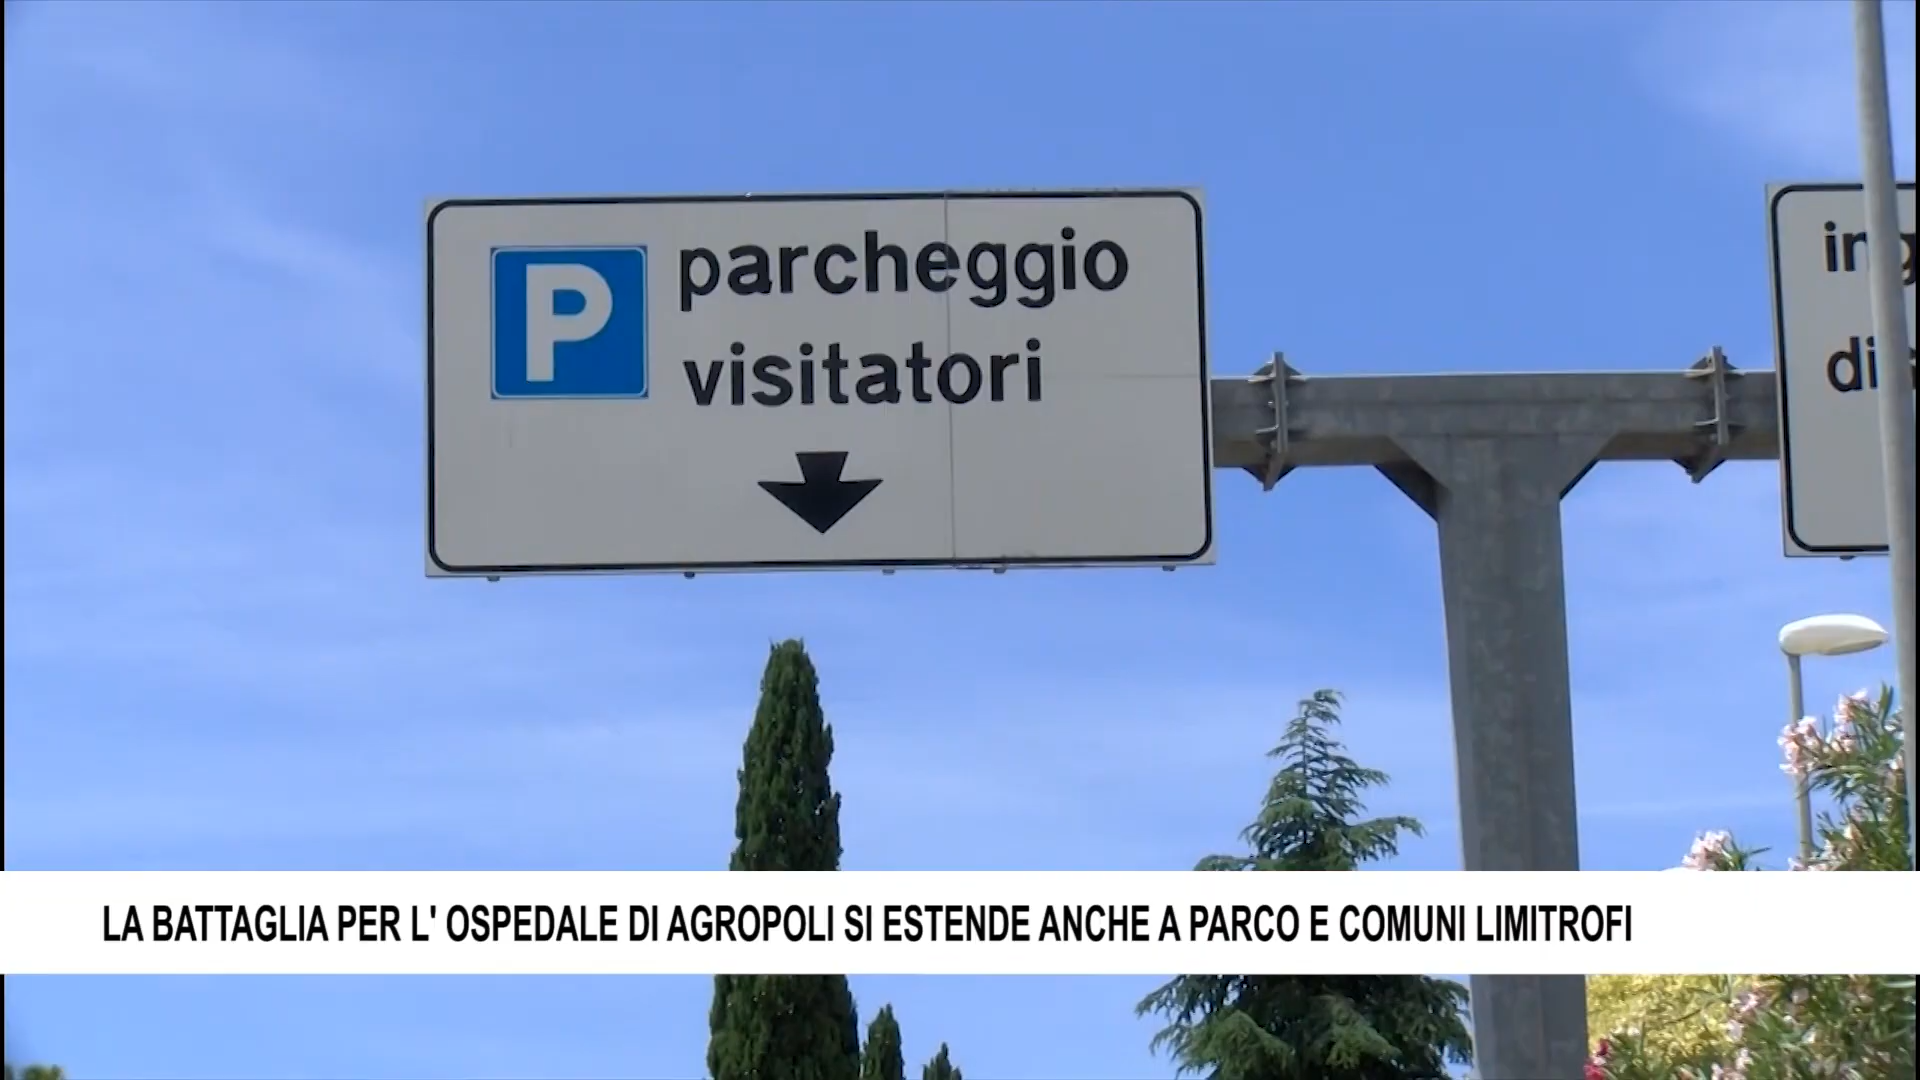 P parcheggio
visitatori
LA BATTAGLIA PER L' OSPEDALE DI AGROPOLI SI ESTENDE ANCHE A PARCO E COMUNI LIMITROFI